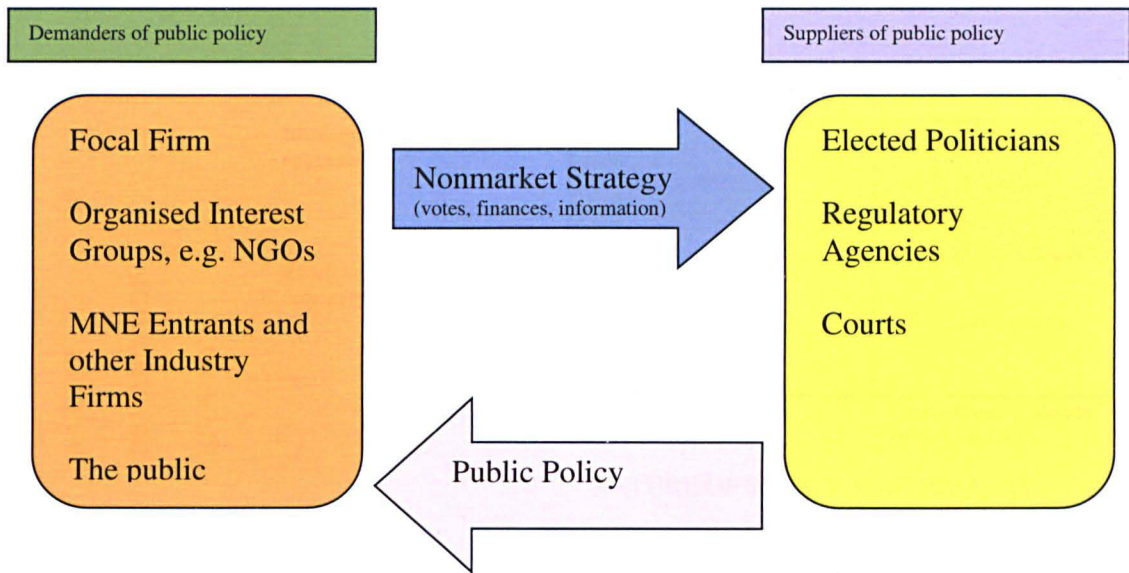 Demanders of public policy
Suppliers of public policy
Focal Firm
Organised Interest
Groups, e.g. NGOs
MNE Entrants and
other Industry
Firms
The public
Nonmarket Strategy
(votes, finances, information)
Elected Politicians
Regulatory
Agencies
Courts
Public Policy